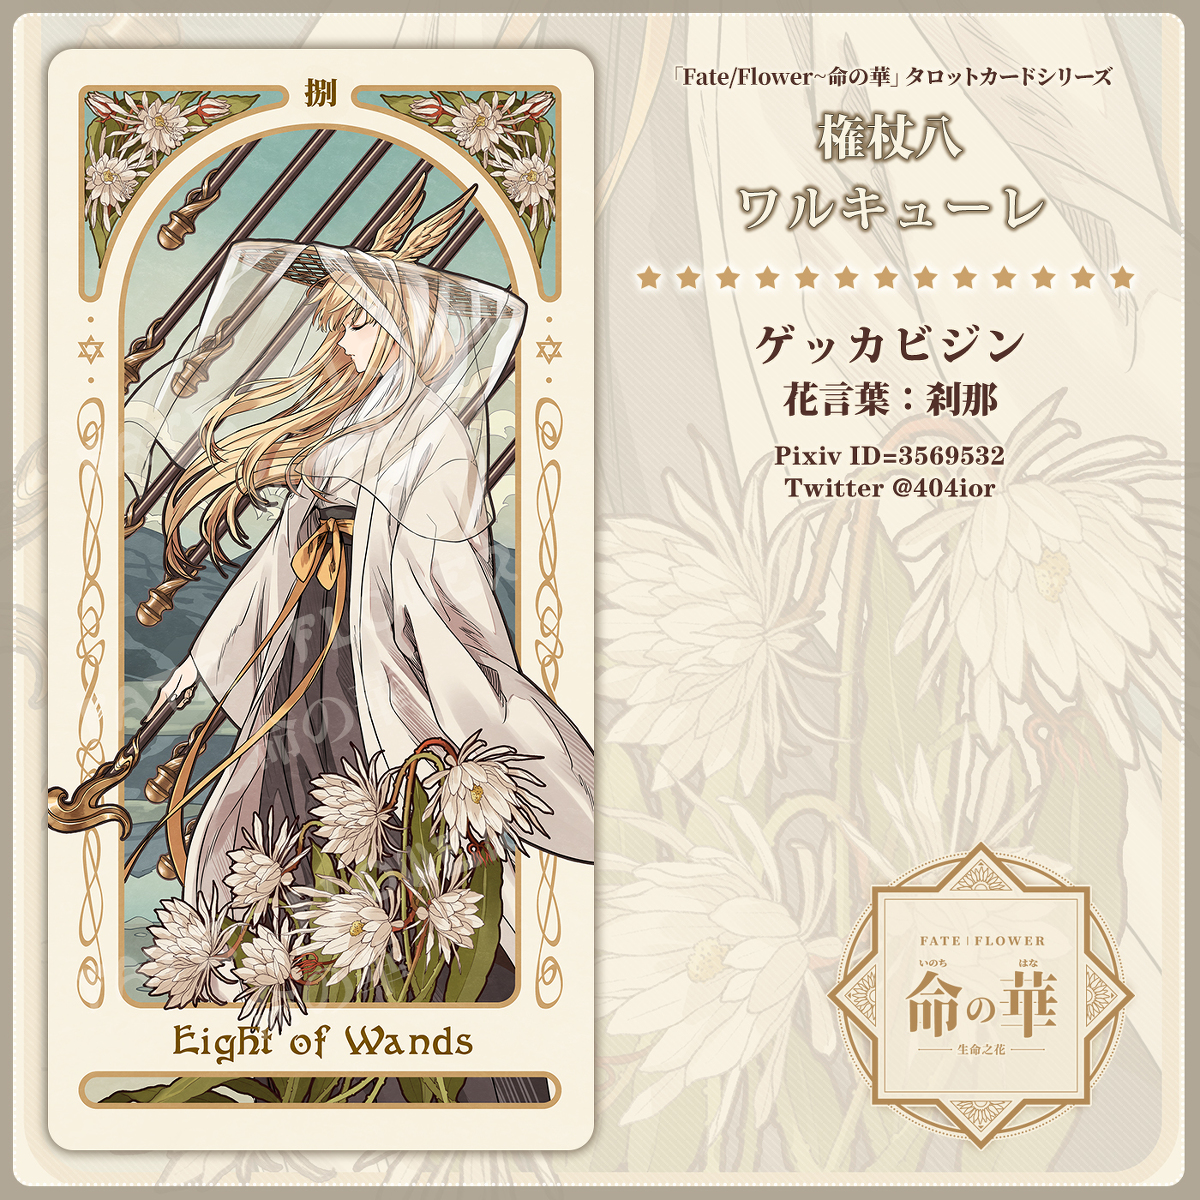 捌
Eight of Wands
「Fate/Flower~命の華」タロットカードシリーズ
権杖八
ワルキューレ
ゲッカビジン
花言葉：刹那
Pixiv ID=3569532
Twitter @404ior
FATE | FLOWER
いのち はな
命の華
生命之花